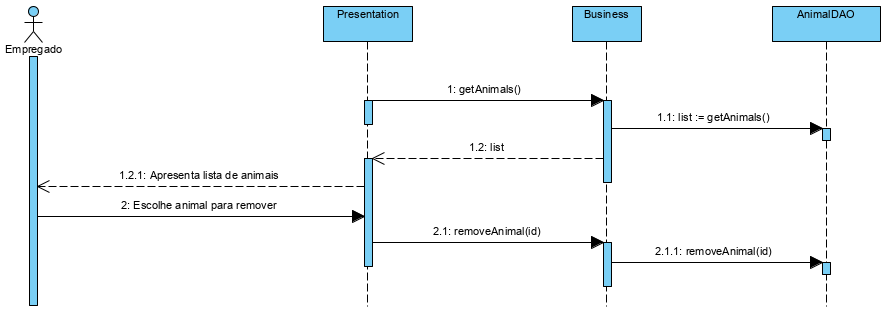 Presentation
Business
AnimalDAO
Empregado
1: getAnimals()
1.1: list := getAnimals()
1.2: list
1.2.1: Apresenta lista de animais
2: Escolhe animal para remover
2.1: removeAnimal(id)
2.1.1: removeAnimal(id)